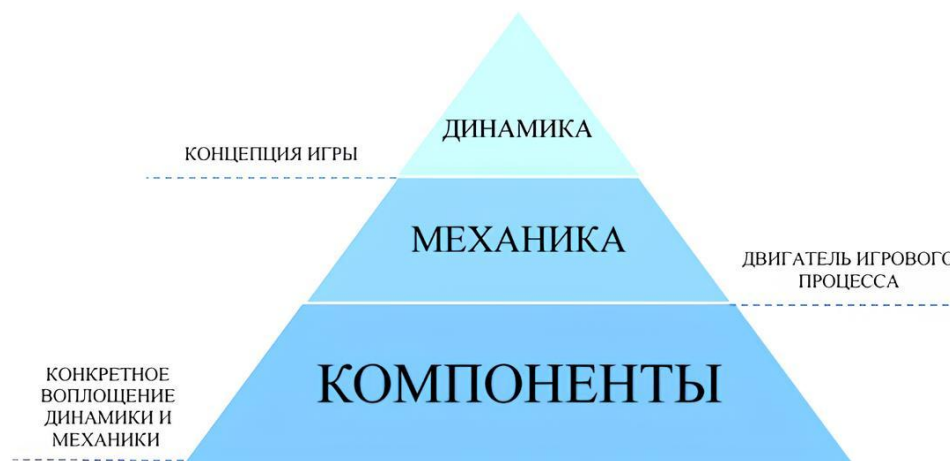 ДИНАМИКА
КОНЦЕПЦИЯ ИГРЫ
МЕХАНИКА
ДВИГАТЕЛЬ ИГРОВОГО
ПРОЦЕССА
КОМПОНЕНТЫ
КОНКРЕТНОЕ
ВОПЛОЩЕНИЕ
ДИНАМИКИ И
МЕХАНИКИ